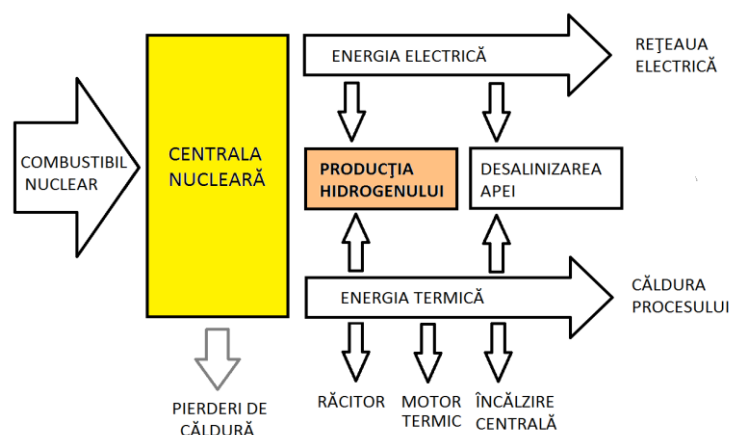 ENERGIA ELECTRICĂ
REŢEAUA
ELECTRICĂ
COMBUSTIBIL
NUCLEAR
CENTRALA
NUCLEARĂ
PRODUCŢIA
HIDROGENULUI
DESALINIZAREA
APEI
ENERGIA TERMICĂ
CĂLDURA
PROCESULUI
PIERDERI DE
CĂLDURĂ
RĂCITOR
MOTOR
TERMIC
ÎNCĂLZIRE
CENTRALĂ